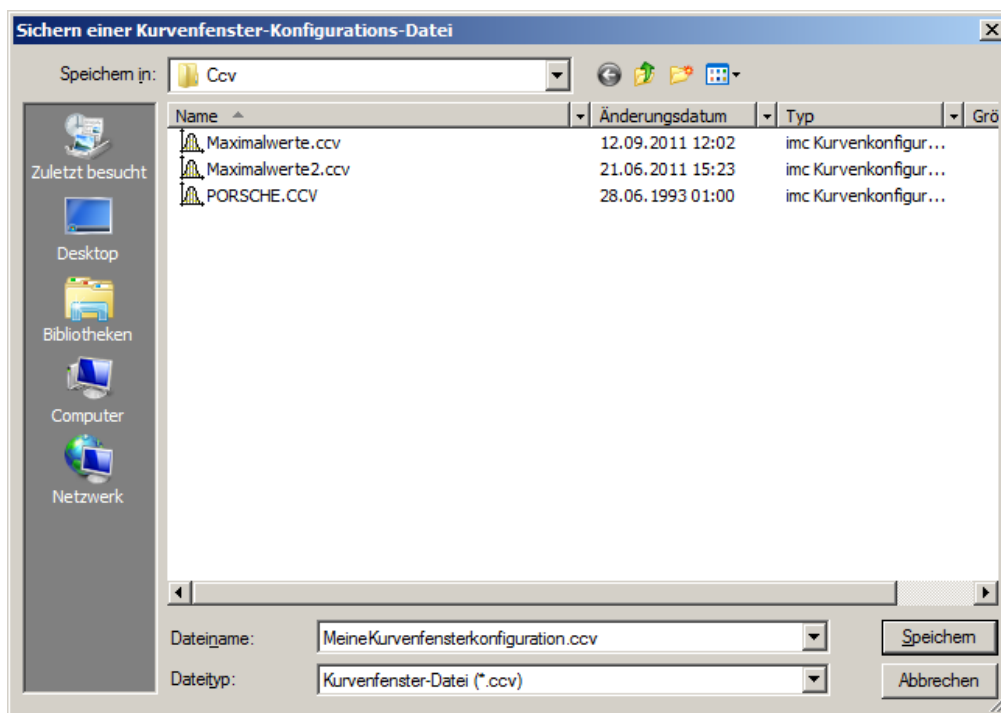 Sichern einer Kurvenfenster-Konfigurations-Datei
Speichern in: Ccv
Name Änderungsdatum Typ Grö
Maximalwerte.ccv 12.09.2011 12:02 imc Kurvenkonfigur...
Maximalwerte2.ccv 21.06.2011 15:23 imc Kurvenkonfigur...
PORSCHE.CCV 28.06.1993 01:00 imc Kurvenkonfigur...
Zuletzt besucht
Desktop
Bibliotheken
Computer
Netzwerk
Dateiname: MeineKurvenfensterkonfiguration.ccv Speichern
Dateityp: Kurvenfenster-Datei (*.ccv) Abbrechen